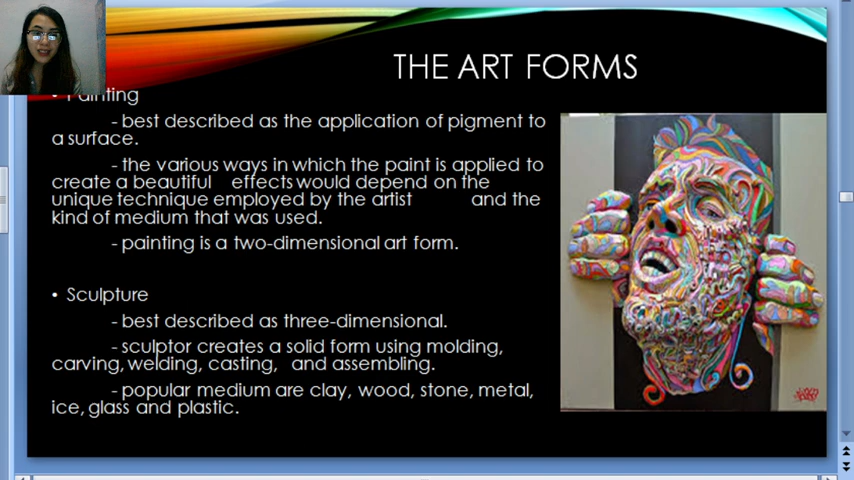 THE ART FORMS
• Painting
- best described as the application of pigment to
a surface.
- the various ways in which the paint is applied to
create a beautiful effects would depend on the
unique technique employed by the artist and the
kind of medium that was used.
- painting is a two-dimensional art form.
• Sculpture
- best described as three-dimensional.
- sculptor creates a solid form using molding,
carving, welding, casting, and assembling.
- popular medium are clay, wood, stone, metal,
ice, glass and plastic.